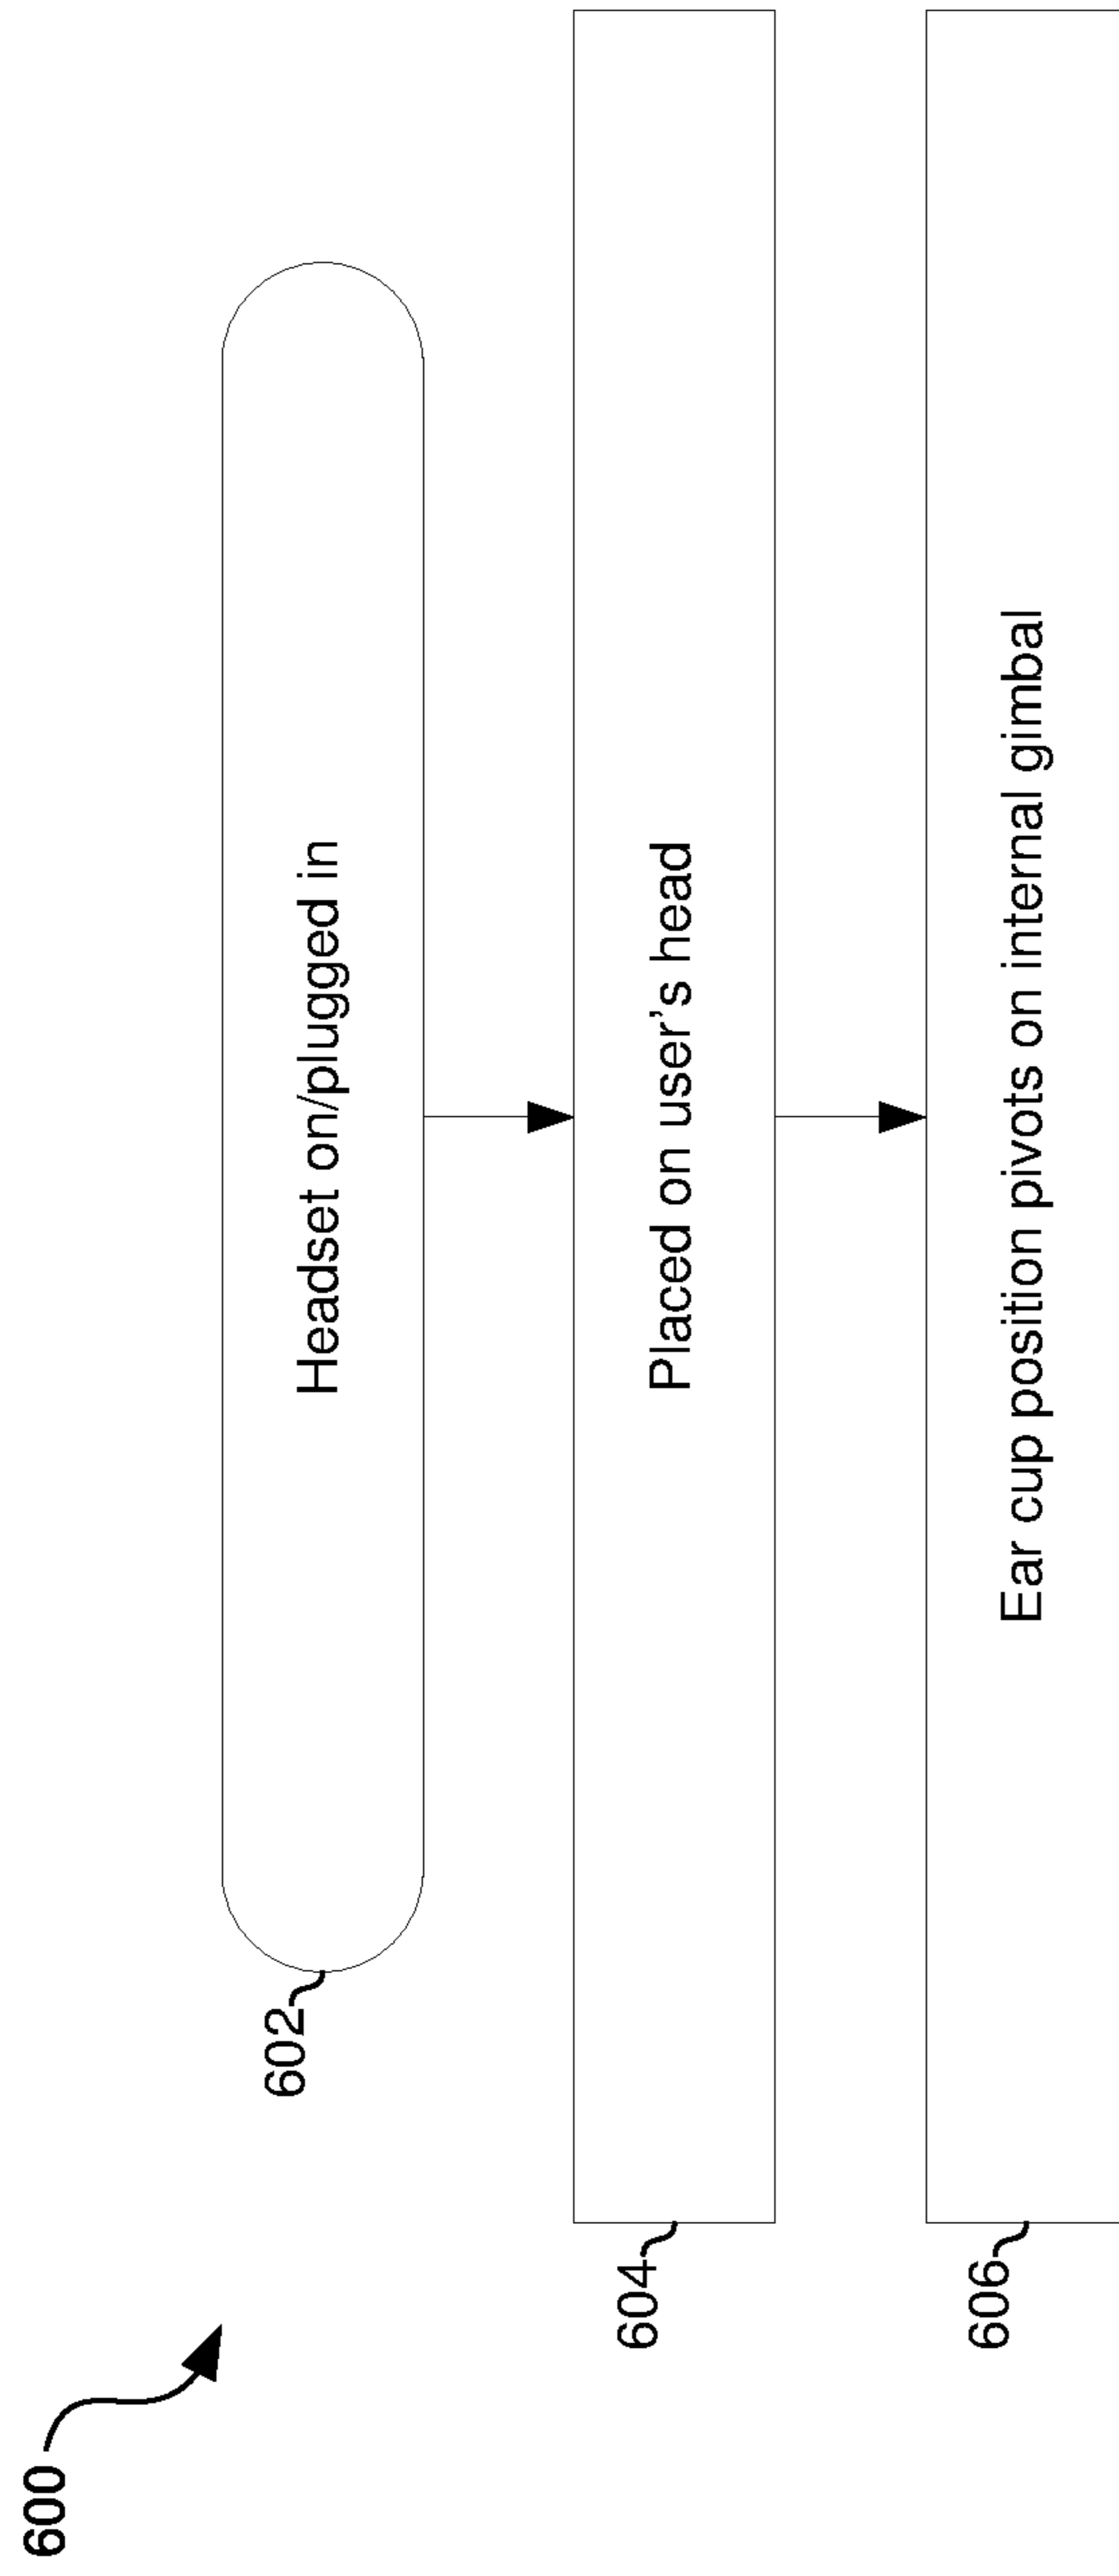 600
602
Headset on/plugged in
604
Placed on user's head
606
Ear cup position pivots on internal gimbal